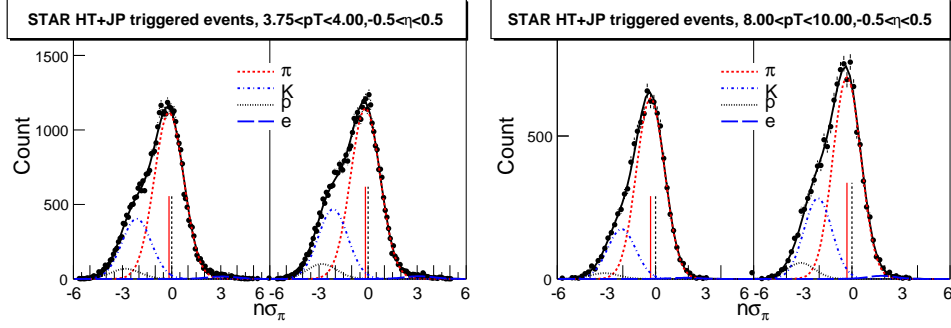 STAR HT+JP triggered events, 3.75<pT<4.00,-0.5<η<0.5
Count
1500
1000
500
0
π
K
p
e
-6 -3 0 3 6 -3 0 3 6
nσπ
STAR HT+JP triggered events, 8.00<pT<10.00,-0.5<η<0.5
Count
500
0
π
K
p
e
-6 -3 0 3 6 -3 0 3 6
nσπ